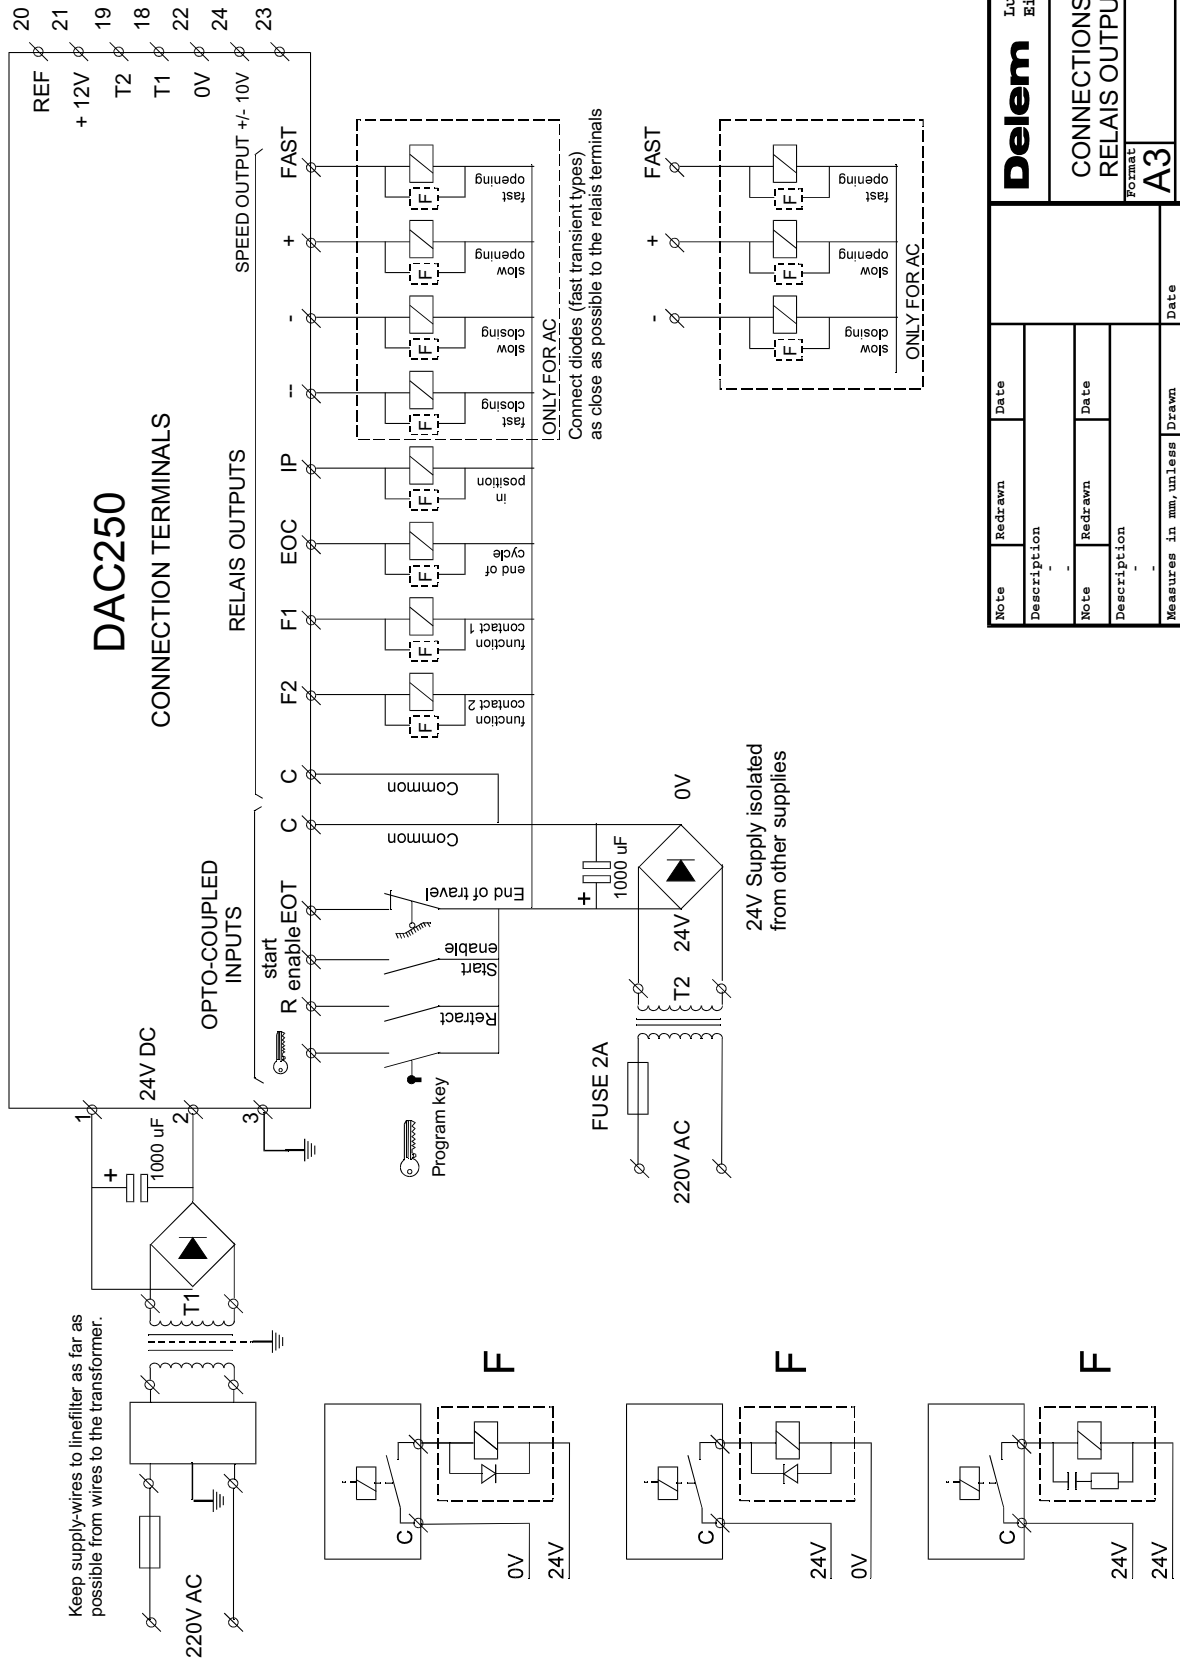 DAC250
CONNECTION TERMINALS
20
21
19
18
22
24
23
REF
+ 12V
T2
T1
0V
SPEED OUTPUT +/- 10V
RELAIS OUTPUTS
OPTO-COUPLED
INPUTS
24V DC
1
2
3
R
start
enable
EOT
C
C
F2
F1
EOC
IP
--
-
+
FAST
Keep supply-wires to linefilter as far as
possible from wires to the transformer.
220V AC
T1
+
1000 uF
Program key
Retract
Start
enable
End of travel
Common
Common
function
contact 2
function
contact 1
end of
cycle
in
position
fast
closing
slow
closing
slow
opening
fast
opening
F
F
F
F
F
F
F
F
ONLY FOR AC
Connect diodes (fast transient types)
as close as possible to the relais terminals
FUSE 2A
220V AC
T2
24V
+
1000 uF
0V
24V Supply isolated
from other supplies
-
+
FAST
F
F
F
slow
closing
slow
opening
fast
opening
ONLY FOR AC
C
0V
24V
F
C
24V
0V
F
C
24V
24V
F
Note
Redrawn
Date
Description
-
-
Note
Redrawn
Date
Description
-
-
Measures in mm, unless
Drawn
Date
Delem
CONNECTIONS
Format
A3